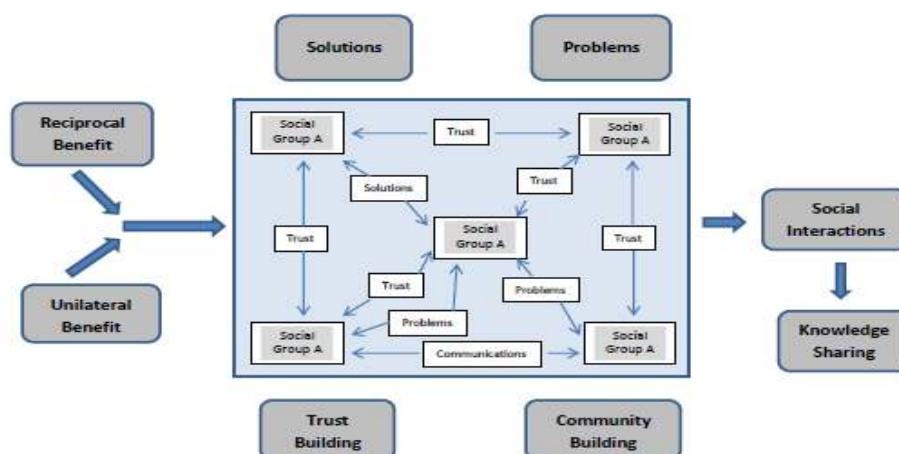 Solutions
Problems
Reciprocal
Benefit
Social
Group A
Trust
Social
Group A
Solutions
Trust
Social
Interactions
Trust
Social
Group A
Trust
Unilateral
Benefit
Trust
Problems
Problems
Social
Group A
Communications
Social
Group A
Knowledge
Sharing
Trust
Building
Community
Building